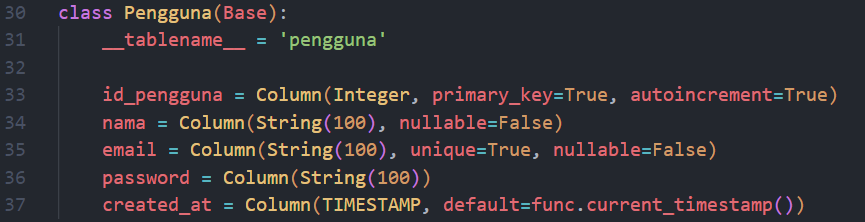 30 class Pengguna(Base):
31     __tablename__ = 'pengguna'
32
33     id_pengguna = Column(Integer, primary_key=True, autoincrement=True)
34     nama = Column(String(100), nullable=False)
35     email = Column(String(100), unique=True, nullable=False)
36     password = Column(String(100))
37     created_at = Column(TIMESTAMP, default=func.current_timestamp())